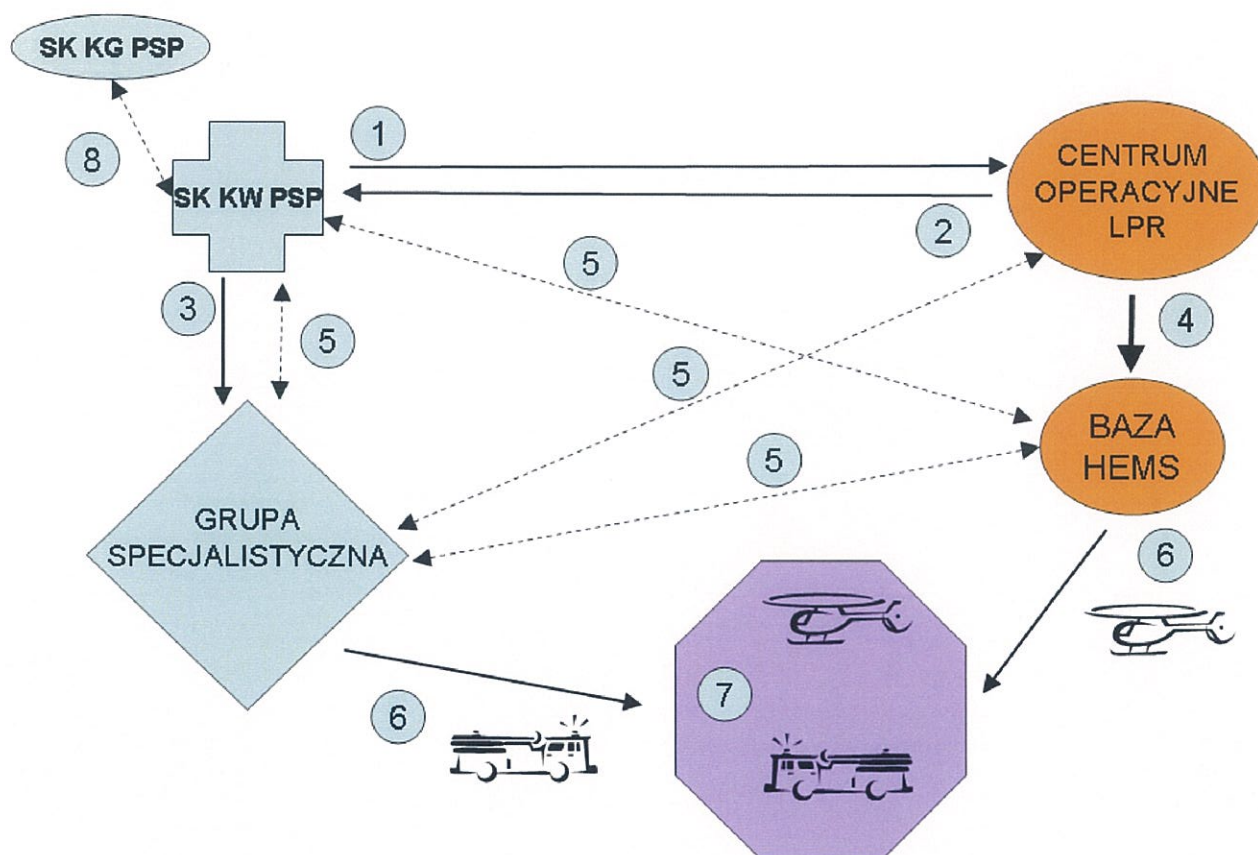 SK KG PSP
8
1
SK KW PSP
CENTRUM
OPERACYJNE
LPR
2
5
3
5
4
5
5
BAZA
HEMS
GRUPA
SPECJALISTYCZNA
6
7
6